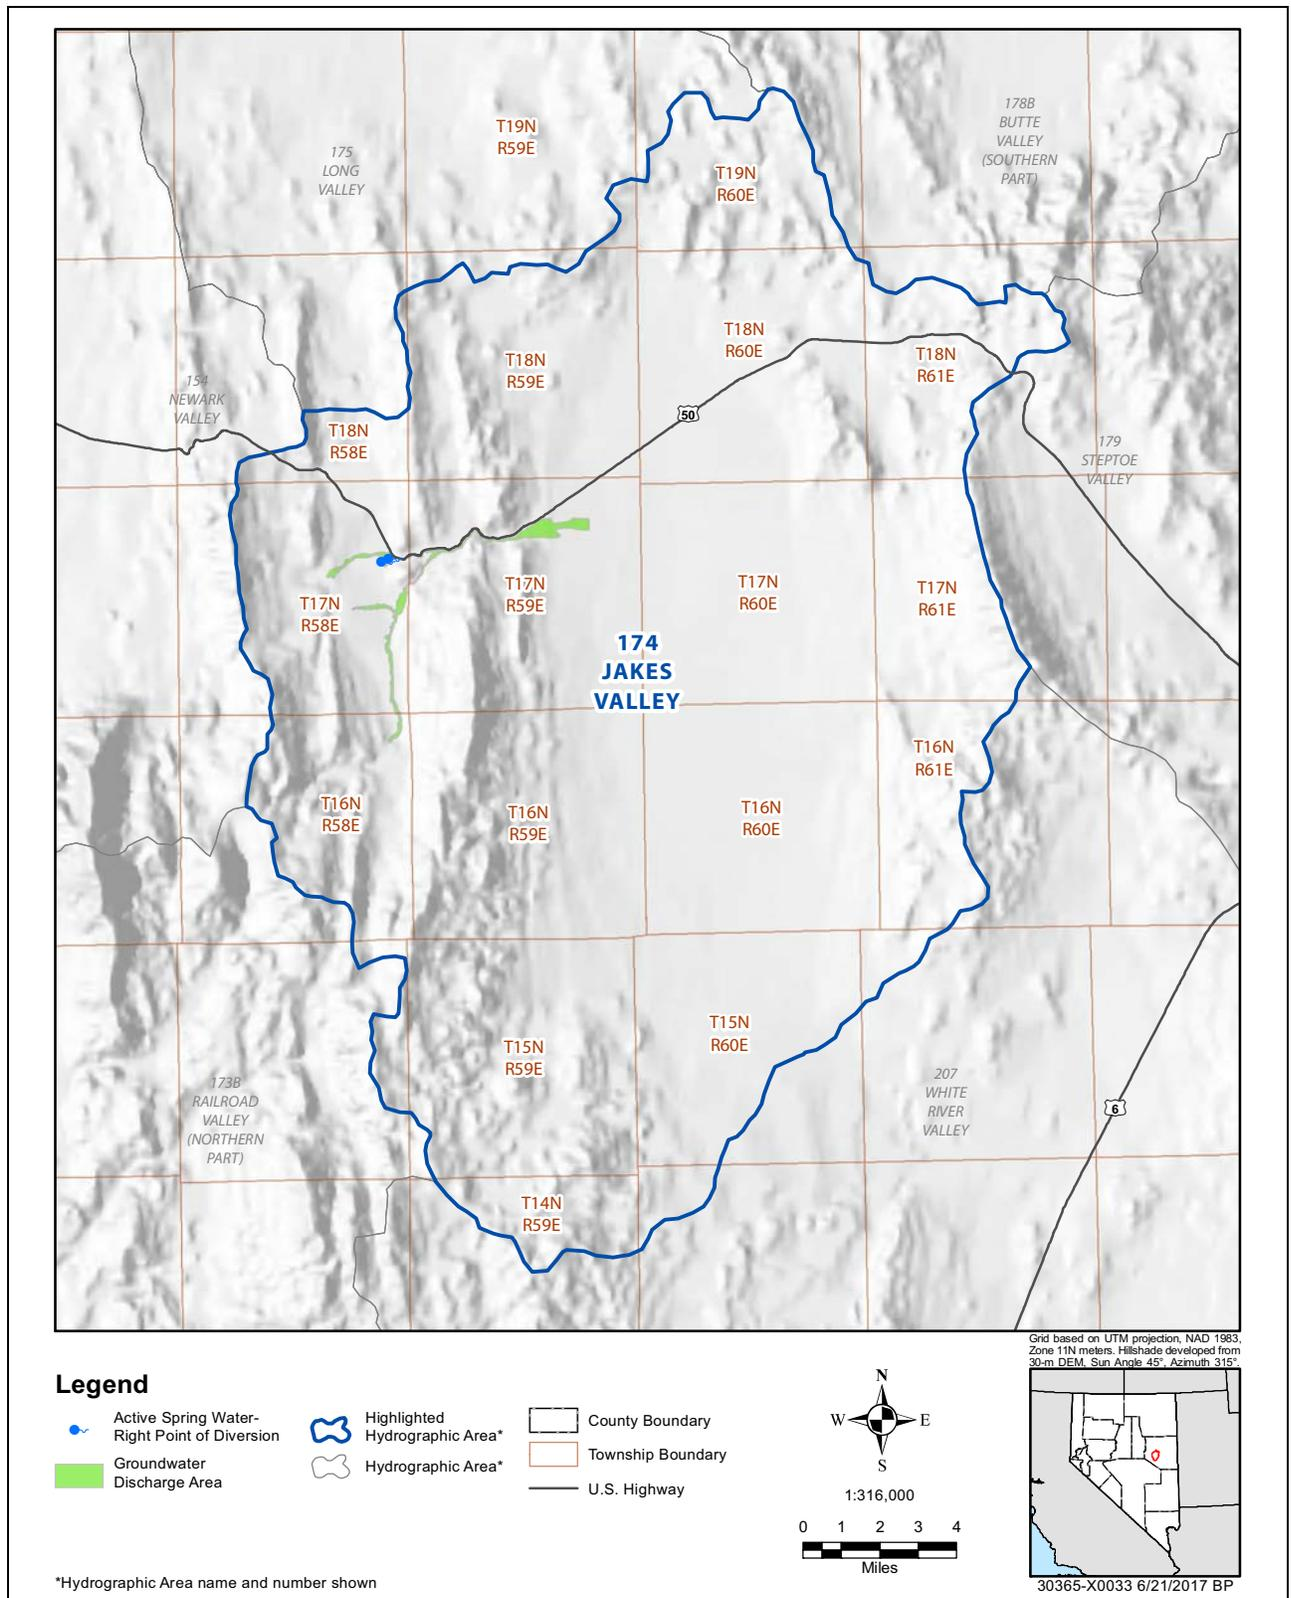 T19N
R59E
178B
BUTTE
VALLEY
(SOUTHERN
PART)
175
LONG
VALLEY
T19N
R60E
T18N
R60E
T18N
R59E
T18N
R61E
154
NEWARK
VALLEY
50
T18N
R58E
179
STEPTOE
VALLEY
T17N
R58E
T17N
R59E
T17N
R60E
T17N
R61E
174
JAKES
VALLEY
T16N
R61E
T16N
R58E
T16N
R59E
T16N
R60E
T15N
R59E
T15N
R60E
173B
RAILROAD
VALLEY
(NORTHERN
PART)
207
WHITE
RIVER
VALLEY
6
T14N
R59E
Grid based on UTM projection, NAD 1983,
Zone 11N meters. Hillshade developed from
30-m DEM, Sun Angle 45°, Azimuth 315°.
Legend
Active Spring Water-
Right Point of Diversion
Groundwater
Discharge Area
Highlighted
Hydrographic Area*
Hydrographic Area*
County Boundary
Township Boundary
U.S. Highway
N
W E
S
1:316,000
0 1 2 3 4
Miles
*Hydrographic Area name and number shown
30365-X0033 6/21/2017 BP